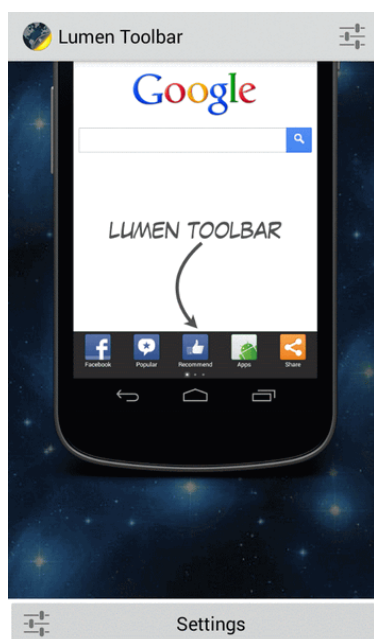 Lumen Toolbar
Google
LUMEN TOOLBAR
Facebook Popular Recommend Apps Share
Settings